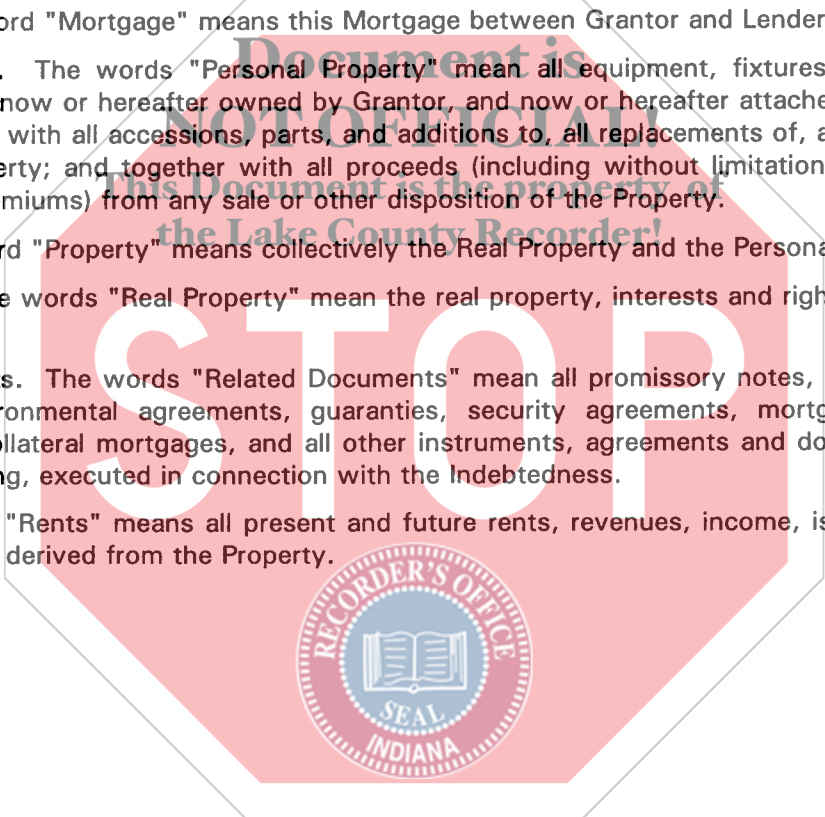 ord "Mortgage" means this Mortgage between Grantor and Lender
Document is
. The words "Personal Property" mean all equipment, fixtures
now or hereafter owned by Grantor, and now or hereafter attache
NOT OFFICIAL!
with all accessions, parts, and additions to, all replacements of, a
erty; and together with all proceeds (including without limitation
This Document is the property of
miums) from any sale or other disposition of the Property.
the Lake County Recorder!
rd "Property" means collectively the Real Property and the Persona
e words "Real Property" mean the real property, interests and righ
STOP
s. The words "Related Documents" mean all promissory notes,
ronmental agreements, guaranties, security agreements, mortg
llateral mortgages, and all other instruments, agreements and do
ng, executed in connection with the Indebtedness.
"Rents" means all present and future rents, revenues, income, is
derived from the Property.
RECORDER'S OFFICE
SEAL
INDIANA